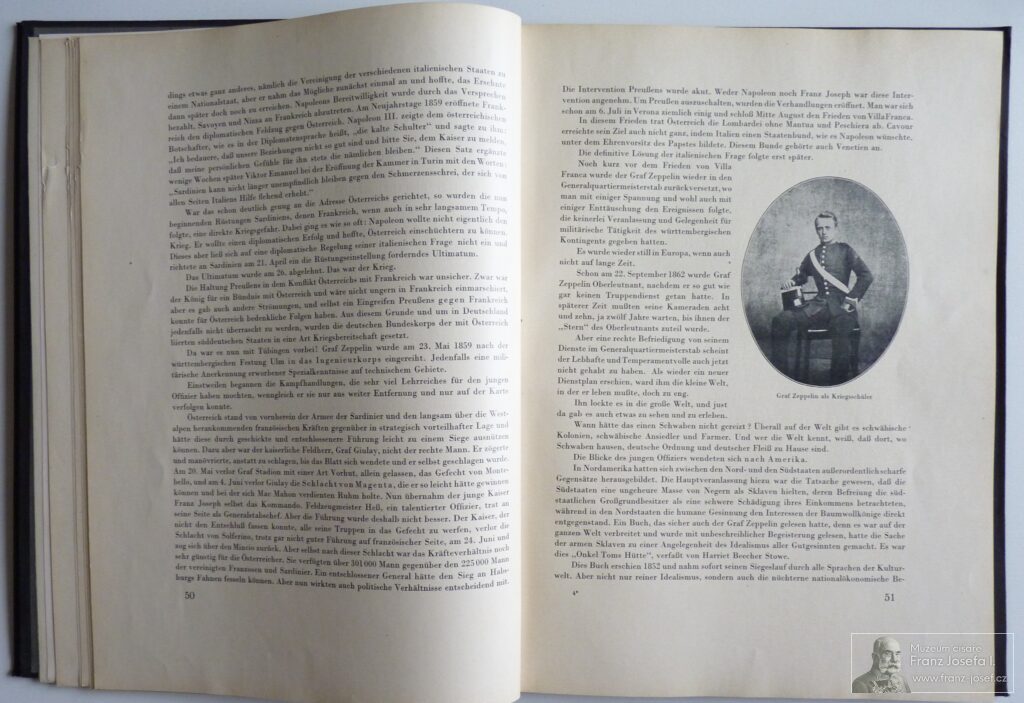 dings etwas ganz anderes, nämlich die Vereinigung der verschiedenen italienischen Staaten zu
einem Nationalstaat, aber er nahm das Mögliche zunächst einmal an und hoffte, das Ersehnte
dann später doch noch zu erreichen. Napoleons Bereitwilligkeit wurde durch das Versprechen
bezahlt, Savoyen und Nizza an Frankreich abzutreten. Am Neujahrstage 1859 eröffnete Frank-
reich den diplomatischen Feldzug gegen Österreich. Napoleon III. zeigte dem österreichischen
Botschafter, wie es in der Diplomatensprache heißt, „die kalte Schulter“ und sagte zu ihm:
„Ich bedauere, daß unsere Beziehungen nicht so gut sind und bitte Sie, dem Kaiser zu melden,
daß meine persönlichen Gefühle für ihn stets die nämlichen bleiben.“ Diesen Satz ergänzte
wenige Wochen später Viktor Emanuel bei der Eröffnung der Kammer in Turin mit den Worten:
„Sardinien kann nicht länger unempfindlich bleiben gegen den Schmerzensschrei, der sich von
allen Seiten Italiens Hilfe flehend erhebt.“
War das schon deutlich genug an die Adresse Österreichs gerichtet, so wurden die nun
beginnenden Rüstungen Sardiniens, denen Frankreich, wenn auch in sehr langsamem Tempo,
folgte, eine direkte Kriegsgefahr. Dabei ging es wie so oft: Napoleon wollte nicht eigentlich den
Krieg. Er wollte einen diplomatischen Erfolg und hoffte, Österreich einschüchtern zu können.
Dieses aber ließ sich auf eine diplomatische Regelung seiner italienischen Frage nicht ein und
richtete an Sardinien am 21. April ein die Rüstungseinstellung forderndes Ultimatum.
Das Ultimatum wurde am 26. abgelehnt. Das war der Krieg.
Die Haltung Preußens in dem Konflikt Österreichs mit Frankreich war unsicher. Zwar war
der König für ein Bündnis mit Österreich und wäre nicht ungern in Frankreich einmarschiert,
aber es gab auch andere Strömungen, und selbst ein Eingreifen Preußens gegen Frankreich
konnte für Österreich bedenkliche Folgen haben. Aus diesem Grunde und um in Deutschland
jedenfalls nicht überrascht zu werden, wurden die deutschen Bundeskorps der mit Österreich
liierten süddeutschen Staaten in eine Art Kriegsbereitschaft gesetzt.
Da war es nun mit Tübingen vorbei! Graf Zeppelin wurde am 23. Mai 1859 nach der
württembergischen Festung Ulm in das Ingenieurkorps eingereiht. Jedenfalls eine mili-
tärische Anerkennung erworbener Spezialkenntnisse auf technischem Gebiete.
Einstweilen begannen die Kampfhandlungen, die sehr viel Lehrreiches für den jungen
Offizier haben mochten, wenngleich er sie nur aus weiter Entfernung und nur auf der Karte
verfolgen konnte.
Österreich stand von vornherein der Armee der Sardinier und den langsam über die West-
alpen herauskommenden französischen Kräften gegenüber in strategisch vorteilhafter Lage und
hätte diese durch geschickte und entschlossenere Führung leicht zu einem Siege ausnützen
können. Dazu aber war der kaiserliche Feldherr, Graf Giulay, nicht der rechte Mann. Er zögerte
und manövrierte, anstatt zu schlagen, bis das Blatt sich wendete und er selbst geschlagen wurde.
Am 20. Mai verlor Graf Stadion mit einer Art Vorhut, allein gelassen, das Gefecht von Monte-
bello, und am 4. Juni verlor Giulay die Schlacht von Magenta, die er so leicht hätte gewinnen
können und bei der sich Mac Mahon verdienten Ruhm holte. Nun übernahm der junge Kaiser
Franz Joseph selbst das Kommando. Feldzeugmeister Heß, ein talentierter Offizier, trat an
seine Seite als Generalstabschef. Aber die Führung wurde deshalb nicht besser. Der Kaiser, der
nicht den Entschluß fassen konnte, alle seine Truppen in das Gefecht zu werfen, verlor die
Schlacht von Solferino, trotz gar nicht guter Führung auf französischer Seite, am 24. Juni und
zog sich über den Mincio zurück. Aber selbst nach dieser Schlacht war das Kräfteverhältnis noch
sehr günstig für die Österreicher. Sie verfügten über 301000 Mann gegenüber den 225000 Mann
der vereinigten Franzosen und Sardinier. Ein entschlossener General hätte den Sieg an Habs-
burgs Fahnen fesseln können. Aber nun wirkten auch politische Verhältnisse entscheidend mit.
50
Die Intervention Preußens wurde akut. Weder Napoleon noch Franz Joseph war diese Inter-
vention angenehm. Um Preußen auszuschalten, wurden die Verhandlungen eröffnet. Man war sich
schon am 6. Juli in Verona ziemlich einig und schloß Mitte August den Frieden von Villa Franca.
In diesem Frieden trat Österreich die Lombardei ohne Mantua und Peschiera ab. Cavour
erreichte sein Ziel auch nicht ganz, indem Italien einen Staatenbund, wie es Napoleon wünschte,
unter dem Ehrenvorsitz des Papstes bildete. Diesem Bunde gehörte auch Venetien an.
Die definitive Lösung der italienischen Frage folgte erst später.
Noch kurz vor dem Frieden von Villa
Franca wurde der Graf Zeppelin wieder in den
Generalquartiermeisterstab zurückversetzt, wo
man mit einiger Spannung und wohl auch mit
einiger Enttäuschung den Ereignissen folgte,
die keinerlei Veranlassung und Gelegenheit für
militärische Tätigkeit des württembergischen
Kontingents gegeben hatten.
Es wurde wieder still in Europa, wenn auch
nicht auf lange Zeit.
Schon am 22. September 1862 wurde Graf
Zeppelin Oberleutnant, nachdem er so gut wie
gar keinen Truppendienst getan hatte. In
späterer Zeit mußten seine Kameraden acht
und zehn, ja zwölf Jahre warten, bis ihnen der
„Stern“ des Oberleutnants zuteil wurde.
Aber eine rechte Befriedigung von seinem
Dienste im Generalquartiermeisterstab scheint
der Lebhafte und Temperamentvolle auch jetzt
nicht gehabt zu haben. Als wieder ein neuer
Dienstplan erschien, ward ihm die kleine Welt,
in der er leben mußte, doch zu eng.
Ihn lockte es in die große Welt, und just
da gab es auch etwas zu sehen und zu erleben.
Graf Zeppelin als Kriegsschüler
Wann hätte das einen Schwaben nicht gereizt? Überall auf der Welt gibt es schwäbische
Kolonien, schwäbische Ansiedler und Farmer. Und wer die Welt kennt, weiß, daß dort, wo
Schwaben hausen, deutsche Ordnung und deutscher Fleiß zu Hause sind.
Die Blicke des jungen Offiziers wendeten sich nach Amerika.
In Nordamerika hatten sich zwischen den Nord- und den Südstaaten außerordentlich scharfe
Gegensätze herausgebildet. Die Hauptveranlassung hiezu war die Tatsache gewesen, daß die
Südstaaten eine ungeheure Masse von Negern als Sklaven hielten, deren Befreiung die süd-
staatlichen Großgrundbesitzer als eine schwere Schädigung ihres Einkommens betrachteten,
während in den Nordstaaten die humane Gesinnung den Interessen der Baumwollkönige direkt
entgegenstand. Ein Buch, das sicher auch der Graf Zeppelin gelesen hatte, denn es war auf der
ganzen Welt verbreitet und wurde mit unbeschreiblicher Begeisterung gelesen, hatte die Sache
der armen Sklaven zu einer Angelegenheit des Idealismus aller Gutgesinnten gemacht. Es war
dies „Onkel Toms Hütte“, verfaßt von Harriet Beecher Stowe.
Dies Buch erschien 1852 und nahm sofort seinen Siegeslauf durch alle Sprachen der Kultur-
welt. Aber nicht nur reiner Idealismus, sondern auch die nüchterne nationalökonomische Be-
4*
51
Muzeum císaře
Franz Josefa I.
www.franz-josef.cz